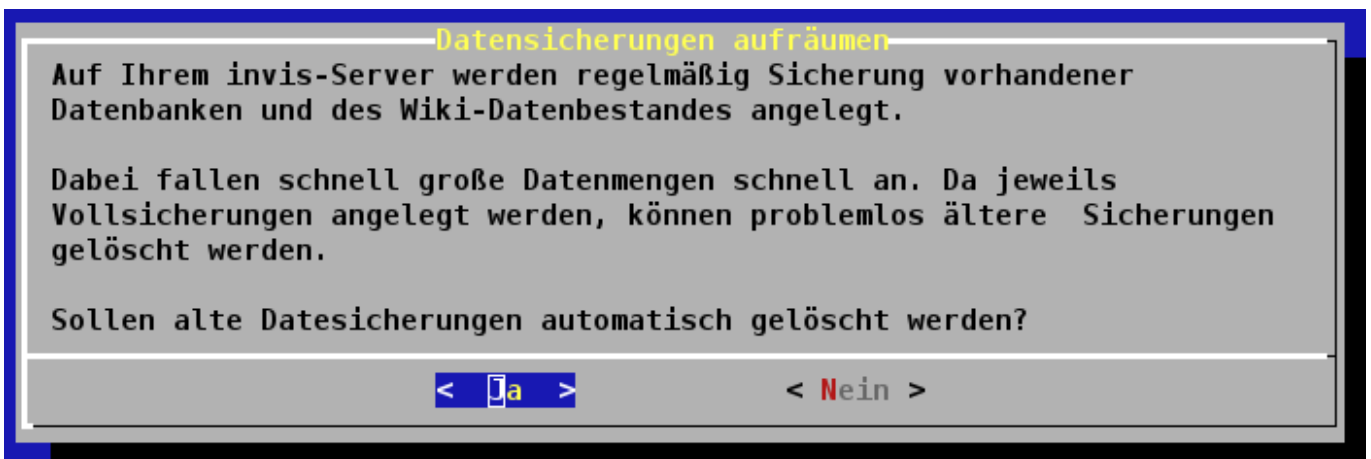 Datensicherungen aufräumen
Auf Ihrem invis-Server werden regelmäßig Sicherung vorhandener
Datenbanken und des Wiki-Datenbestandes angelegt.
Dabei fallen schnell große Datenmengen schnell an. Da jeweils
Vollsicherungen angelegt werden, können problemlos ältere  Sicherungen
gelöscht werden.
Sollen alte Datesicherungen automatisch gelöscht werden?
<  Ja  > < Nein >